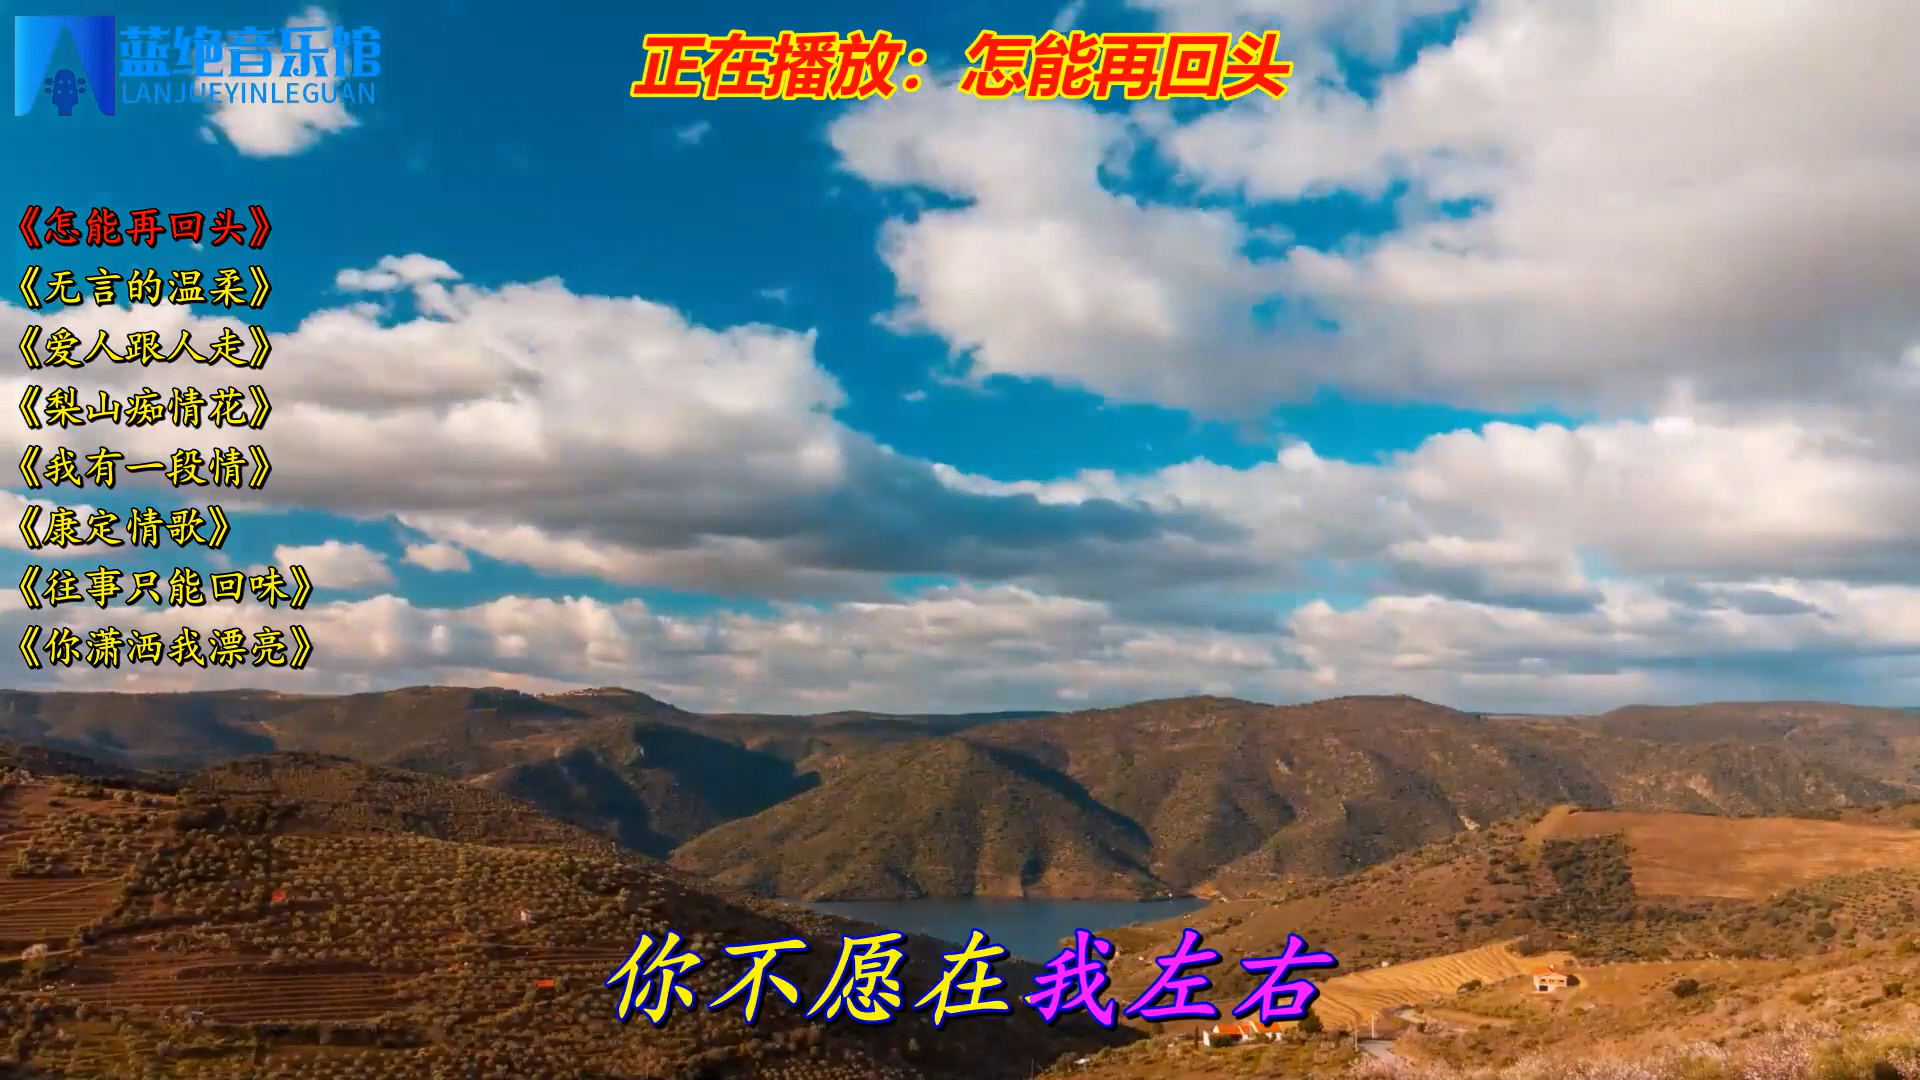 蓝绝音乐馆
LANJUEYINLEGUAN
正在播放：怎能再回头
《怎能再回头》
《无言的温柔》
《爱人跟人走》
《梨山痴情花》
《我有一段情》
《康定情歌》
《往事只能回味》
《你潇洒我漂亮》
你不愿在我左右